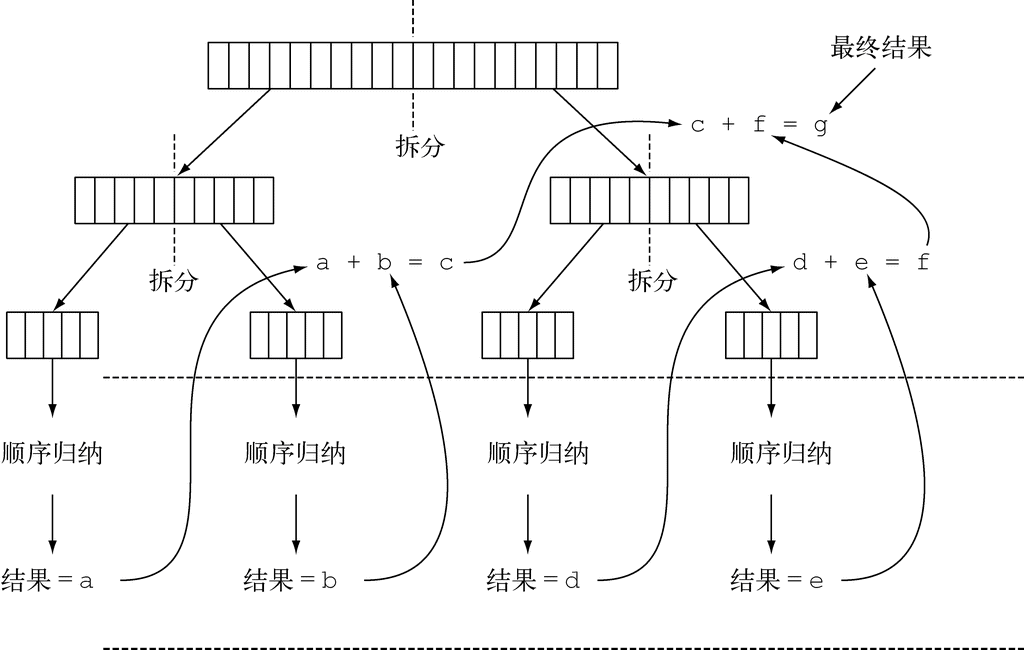 最终结果
c + f = g
拆分
a + b = c
拆分
d + e = f
拆分
顺序归纳
顺序归纳
顺序归纳
顺序归纳
结果=a
结果=b
结果=d
结果=e